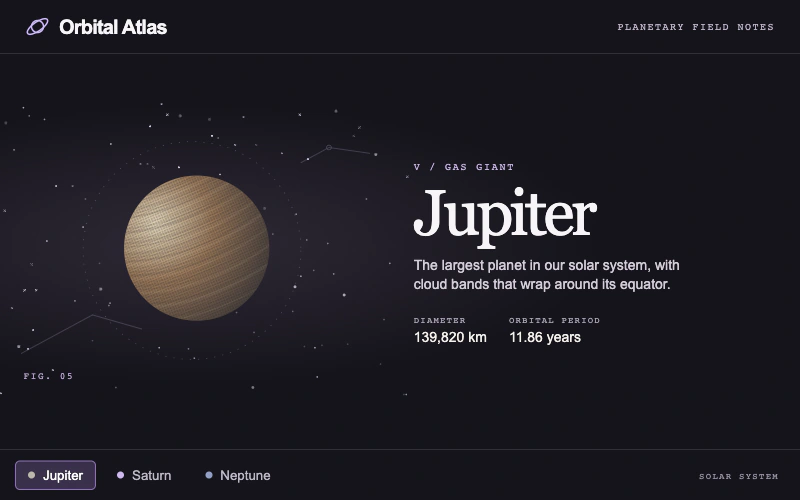 Orbital Atlas
PLANETARY FIELD NOTES
V / GAS GIANT
Jupiter
The largest planet in our solar system, with
cloud bands that wrap around its equator.
DIAMETER
139,820 km
ORBITAL PERIOD
11.86 years
FIG. 05
Jupiter
Saturn
Neptune
SOLAR SYSTEM